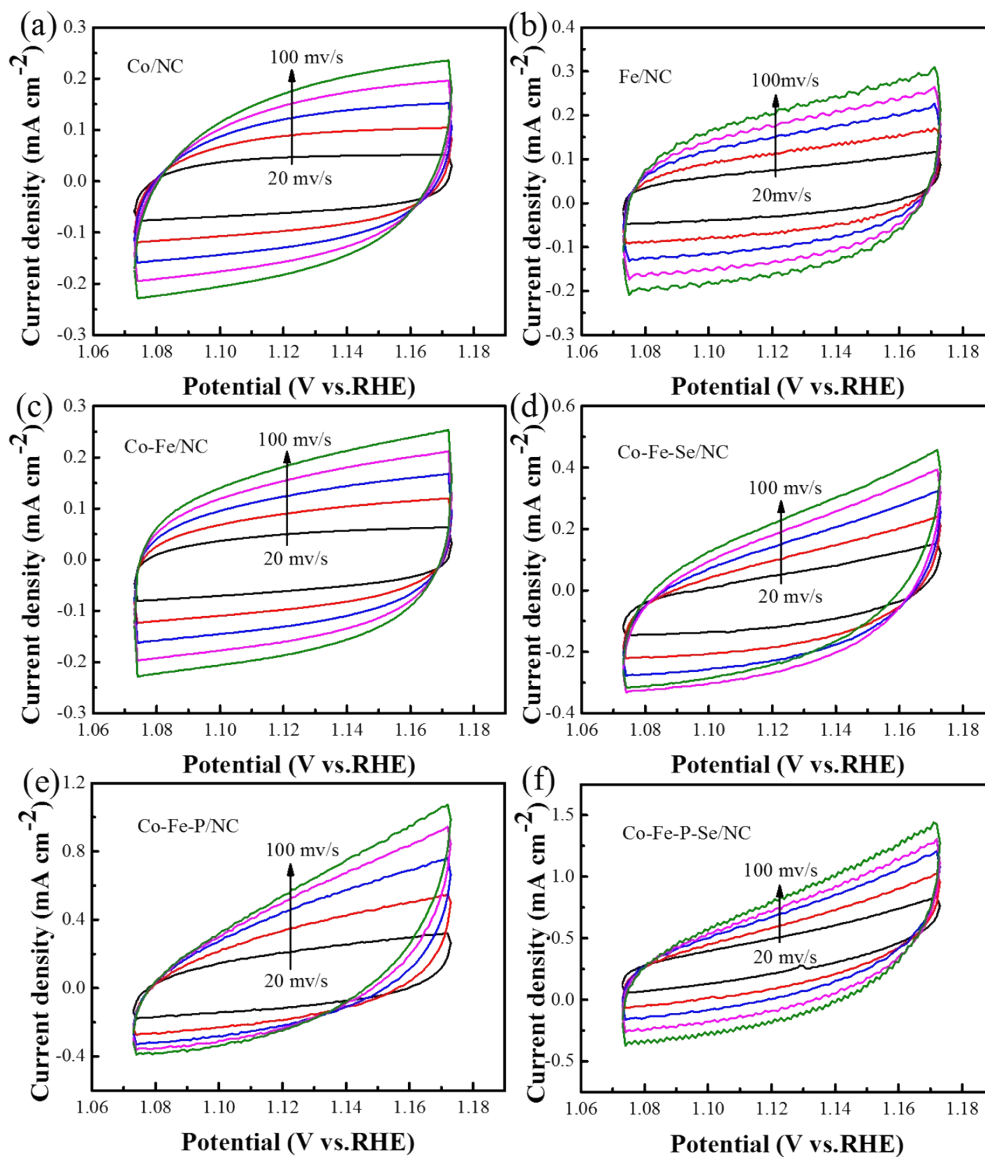 (a)
Co/NC
100 mv/s
20 mv/s
0.3
0.2
0.1
0.0
-0.1
-0.2
-0.3
1.06 1.08 1.10 1.12 1.14 1.16 1.18
Current density (mA cm-2)
Potential (V vs.RHE)
(b)
Fe/NC
100mv/s
20mv/s
0.4
0.3
0.2
0.1
0.0
-0.1
-0.2
-0.3
1.06 1.08 1.10 1.12 1.14 1.16 1.18
Current density (mA cm-2)
Potential (V vs.RHE)
(c)
Co-Fe/NC
100 mv/s
20 mv/s
0.3
0.2
0.1
0.0
-0.1
-0.2
-0.3
1.06 1.08 1.10 1.12 1.14 1.16 1.18
Current density (mA cm-2)
Potential (V vs.RHE)
(d)
Co-Fe-Se/NC
100 mv/s
20 mv/s
0.6
0.4
0.2
0.0
-0.2
-0.4
1.06 1.08 1.10 1.12 1.14 1.16 1.18
Current density (mA cm-2)
Potential (V vs.RHE)
(e)
Co-Fe-P/NC
100 mv/s
20 mv/s
1.2
0.8
0.4
0.0
-0.4
1.06 1.08 1.10 1.12 1.14 1.16 1.18
Current density (mA cm-2)
Potential (V vs.RHE)
(f)
Co-Fe-P-Se/NC
100 mv/s
20 mv/s
1.5
1.0
0.5
0.0
-0.5
1.06 1.08 1.10 1.12 1.14 1.16 1.18
Current density (mA cm-2)
Potential (V vs.RHE)